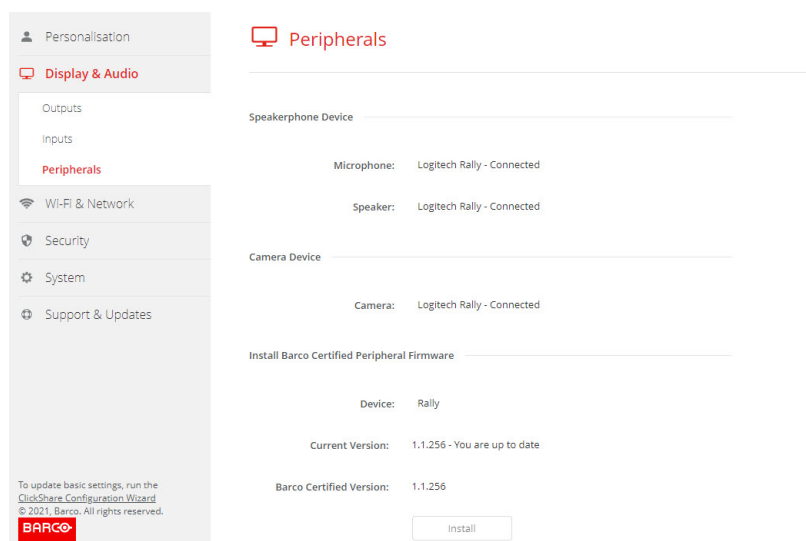 Personalisation
Display & Audio
Outputs
Inputs
Peripherals
Wi-Fi & Network
Security
System
Support & Updates
To update basic settings, run the
ClickShare Configuration Wizard
© 2021, Barco. All rights reserved.
BARCO
Peripherals
Speakerphone Device
Microphone: Logitech Rally - Connected
Speaker: Logitech Rally - Connected
Camera Device
Camera: Logitech Rally - Connected
Install Barco Certified Peripheral Firmware
Device: Rally
Current Version: 1.1.256 - You are up to date
Barco Certified Version: 1.1.256
Install